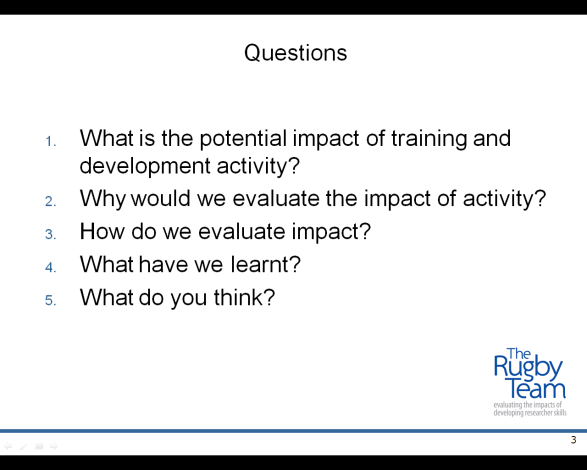 Questions
1. What is the potential impact of training and
development activity?
2. Why would we evaluate the impact of activity?
3. How do we evaluate impact?
4. What have we learnt?
5. What do you think?
The
Rugby
Team
evaluating the impacts of
developing researcher skills
3